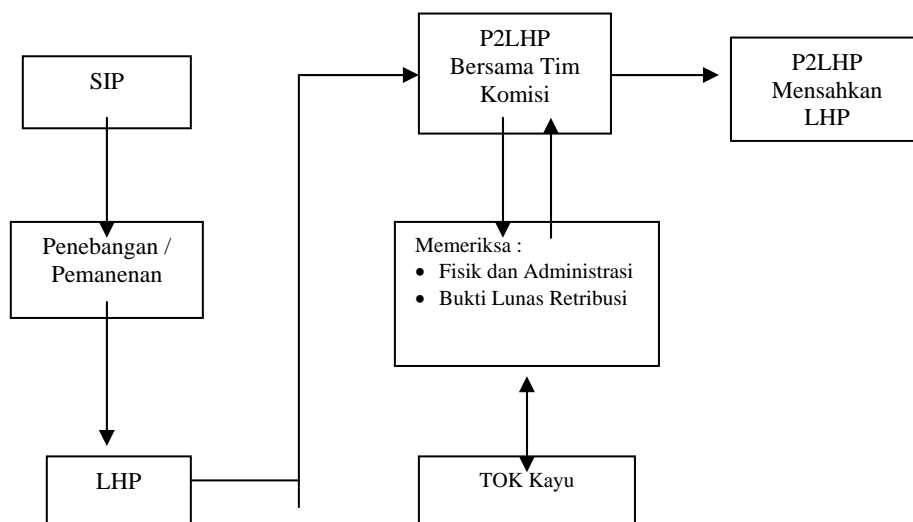 SIP
Penebangan /
Pemanenan
LHP
P2LHP
Bersama Tim
Komisi
Memeriksa :
• Fisik dan Administrasi
• Bukti Lunas Retribusi
TOK Kayu
P2LHP
Mensahkan
LHP